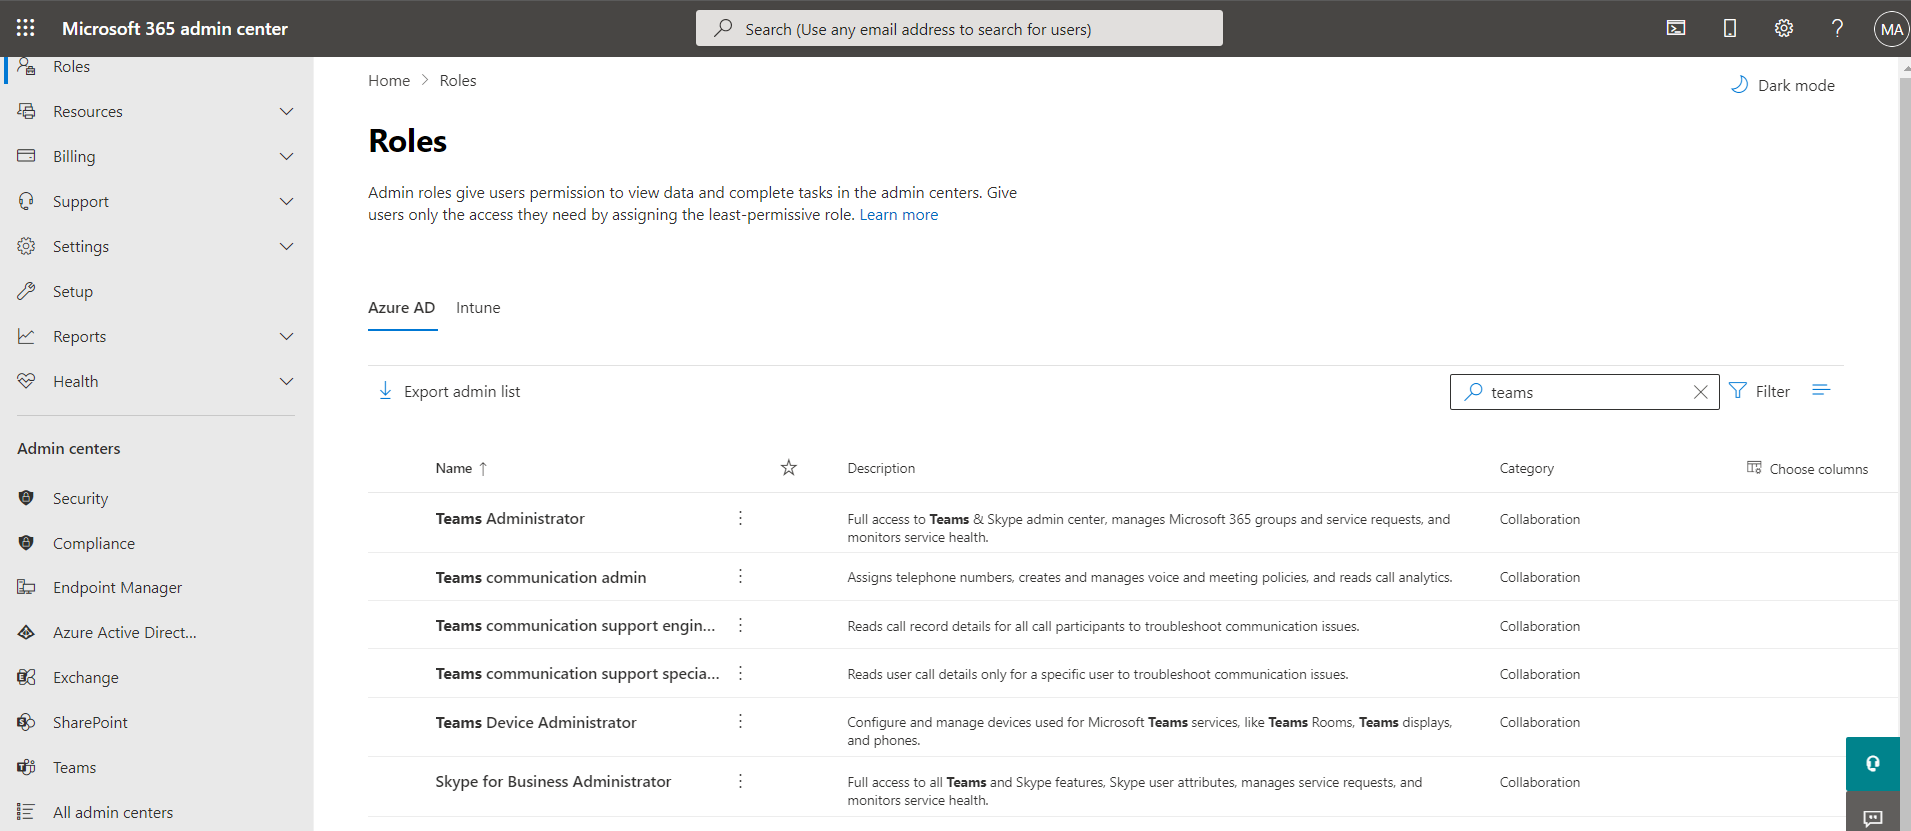 Microsoft 365 admin center
Search (Use any email address to search for users)
MA
Roles
Resources
Billing
Support
Settings
Setup
Reports
Health
Admin centers
Security
Compliance
Endpoint Manager
Azure Active Direct...
Exchange
SharePoint
Teams
All admin centers
Home > Roles
Dark mode
Roles
Admin roles give users permission to view data and complete tasks in the admin centers. Give
users only the access they need by assigning the least-permissive role. Learn more
Azure AD Intune
Export admin list
teams
Filter
Name ↑ Description Category Choose columns
Teams Administrator
Full access to Teams & Skype admin center, manages Microsoft 365 groups and service requests, and
monitors service health.
Collaboration
Teams communication admin
Assigns telephone numbers, creates and manages voice and meeting policies, and reads call analytics.
Collaboration
Teams communication support engin...
Reads call record details for all call participants to troubleshoot communication issues.
Collaboration
Teams communication support specia...
Reads user call details only for a specific user to troubleshoot communication issues.
Collaboration
Teams Device Administrator
Configure and manage devices used for Microsoft Teams services, like Teams Rooms, Teams displays,
and phones.
Collaboration
Skype for Business Administrator
Full access to all Teams and Skype features, Skype user attributes, manages service requests, and
monitors service health.
Collaboration